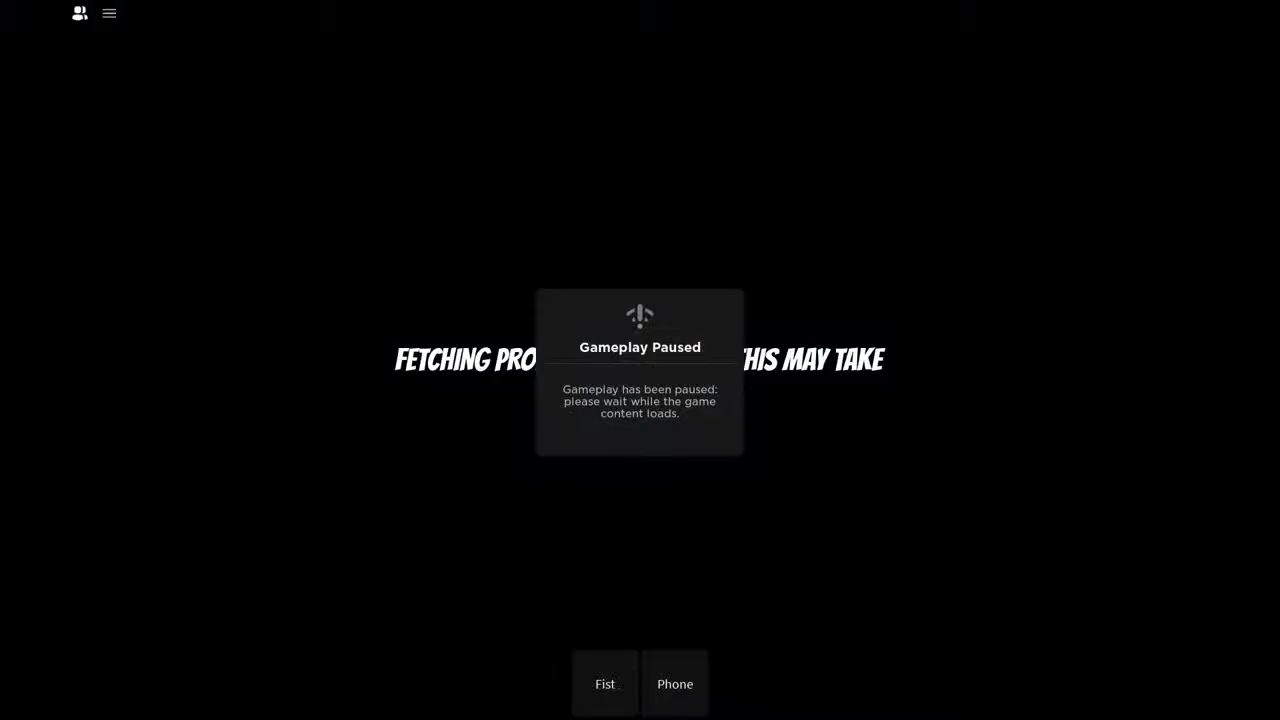 Gameplay Paused
FETCHING THIS MAY TAKE
Gameplay has been paused:
please wait while the game
content loads.
Fist
Phone